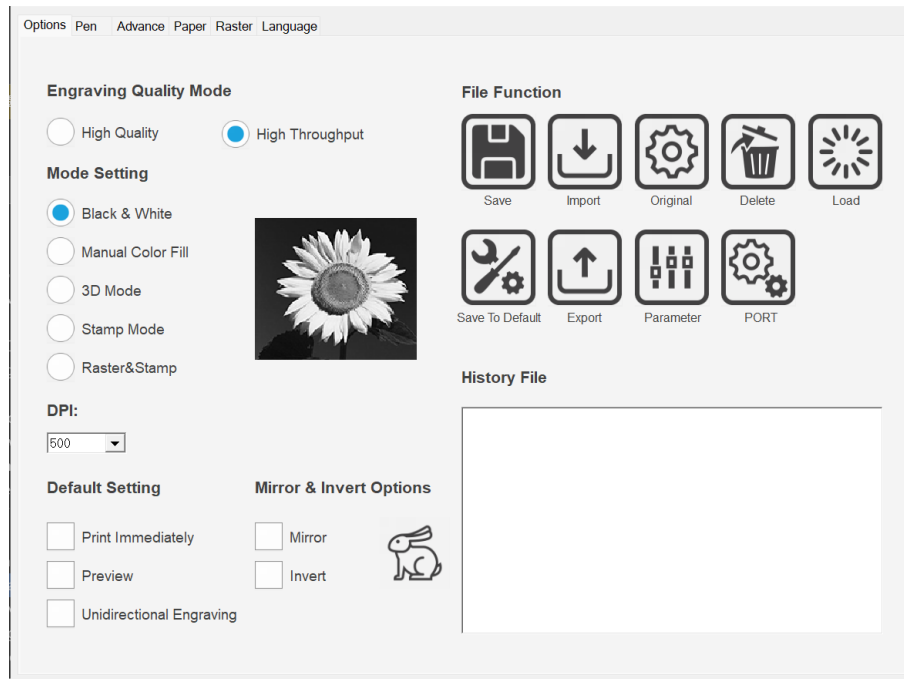 Options Pen Advance Paper Raster Language
Engraving Quality Mode
High Quality
High Throughput
Mode Setting
Black & White
Manual Color Fill
3D Mode
Stamp Mode
Raster&Stamp
DPI:
500
Default Setting
Print Immediately
Preview
Unidirectional Engraving
Mirror & Invert Options
Mirror
Invert
File Function
Save Import Original Delete Load
Save To Default Export Parameter PORT
History File